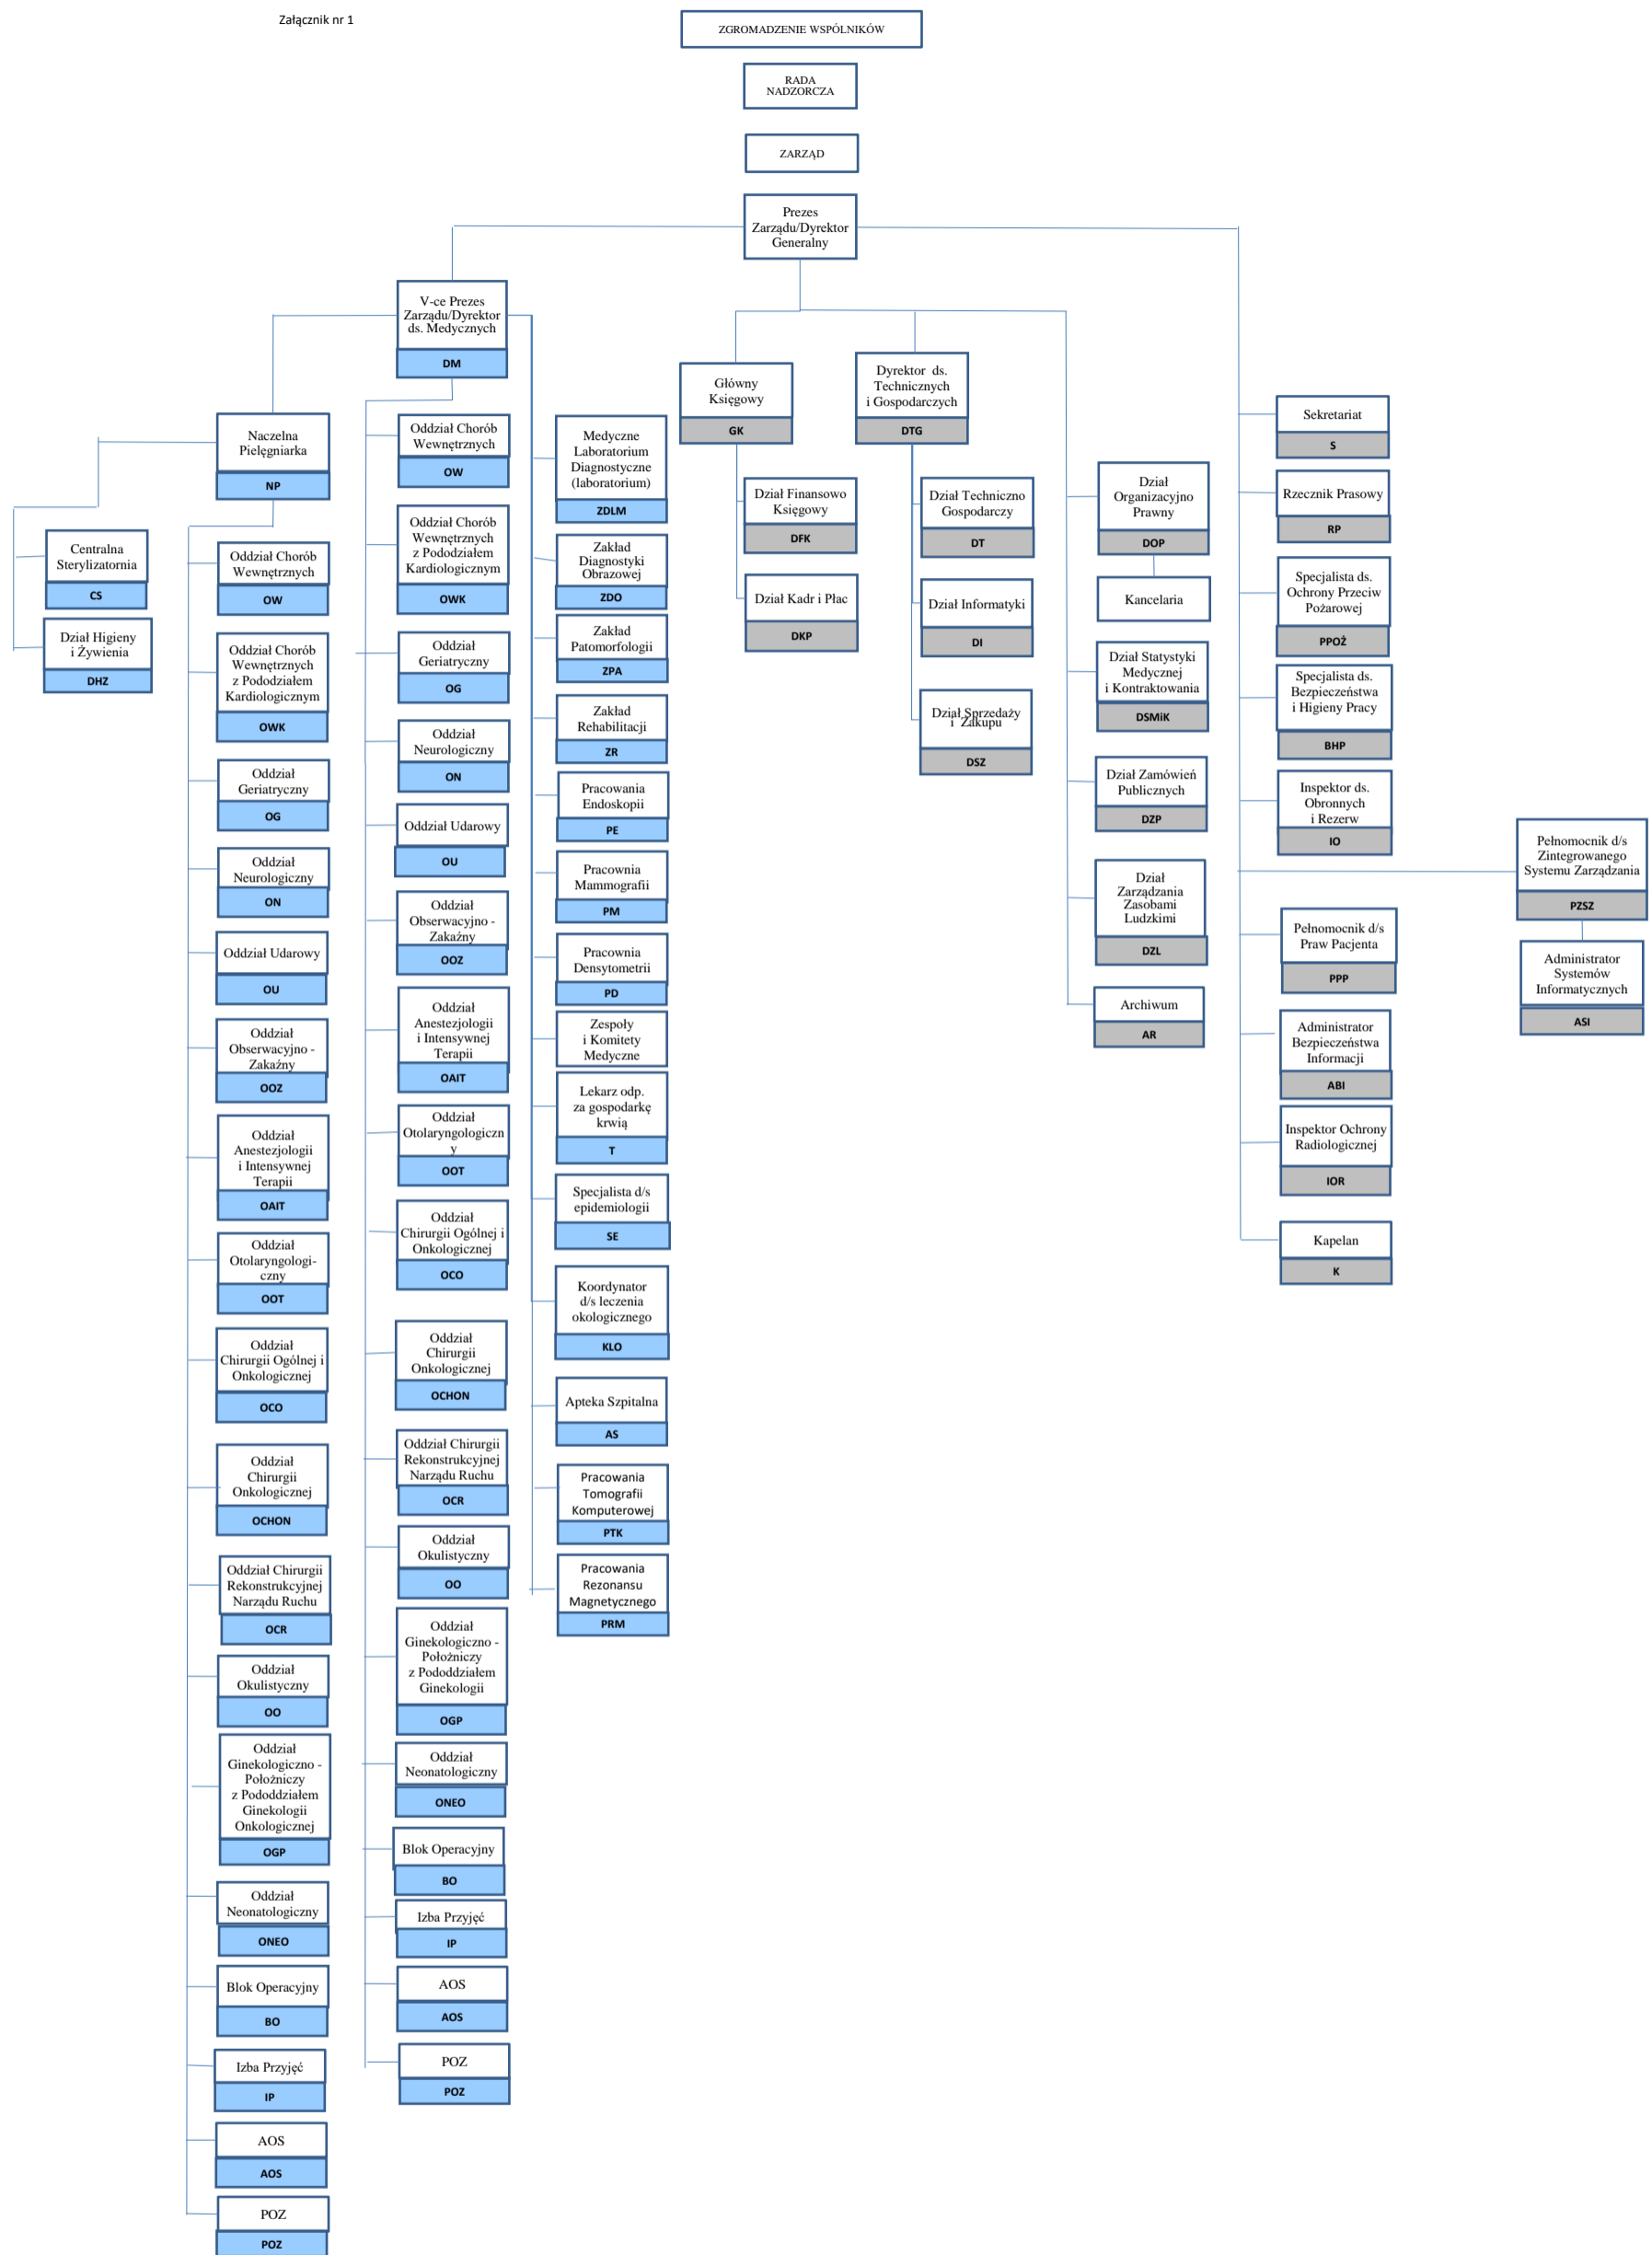 Załącznik nr 1
ZGROMADZENIE WSPÓLNIKÓW
RADA
NADZORCZA
ZARZĄD
Prezes
Zarządu/Dyrektor
Generalny
V-ce Prezes
Zarządu/Dyrektor
ds. Medycznych
DM
Naczelna
Pielęgniarka
NP
Centralna
Sterylizatornia
CS
Dział Higieny
i Żywienia
DHZ
Oddział Chorób
Wewnętrznych
OW
Oddział Chorób
Wewnętrznych
z Pododziałem
Kardiologicznym
OWK
Oddział
Geriatryczny
OG
Oddział
Neurologiczny
ON
Oddział Udarowy
OU
Oddział
Obserwacyjno -
Zakaźny
OOZ
Oddział
Anestezjologii
i Intensywnej
Terapii
OAIT
Oddział
Otolaryngologi-
czny
OOT
Oddział
Chirurgii Ogólnej i
Onkologicznej
OCO
Oddział
Chirurgii
Onkologicznej
OCHON
Oddział Chirurgii
Rekonstrukcyjnej
Narządu Ruchu
OCR
Oddział
Okulistyczny
OO
Oddział
Ginekologiczno -
Położniczy
z Pododdziałem
Ginekologii
Onkologicznej
OGP
Oddział
Neonatologiczny
ONEO
Blok Operacyjny
BO
Izba Przyjęć
IP
AOS
AOS
POZ
POZ
Oddział Chorób
Wewnętrznych
OW
Oddział Chorób
Wewnętrznych
z Pododziałem
Kardiologicznym
OWK
Oddział
Geriatryczny
OG
Oddział
Neurologiczny
ON
Oddział Udarowy
OU
Oddział
Obserwacyjno -
Zakaźny
OOZ
Oddział
Anestezjologii
i Intensywnej
Terapii
OAIT
Oddział
Otolaryngologiczn
y
OOT
Oddział
Chirurgii Ogólnej i
Onkologicznej
OCO
Oddział
Chirurgii
Onkologicznej
OCHON
Oddział Chirurgii
Rekonstrukcyjnej
Narządu Ruchu
OCR
Oddział
Okulistyczny
OO
Oddział
Ginekologiczno -
Położniczy
z Pododdziałem
Ginekologii
OGP
Oddział
Neonatologiczny
ONEO
Blok Operacyjny
BO
Izba Przyjęć
IP
AOS
AOS
POZ
POZ
Medyczne
Laboratorium
Diagnostyczne
(laboratorium)
ZDLM
Zakład
Diagnostyki
Obrazowej
ZDO
Zakład
Patomorfologii
ZPA
Zakład
Rehabilitacji
ZR
Pracowania
Endoskopii
PE
Pracownia
Mammografii
PM
Pracownia
Densytometrii
PD
Zespoły
i Komitety
Medyczne
Lekarz odp.
za gospodarkę
krwią
T
Specjalista d/s
epidemiologii
SE
Koordynator
d/s leczenia
okologicznego
KLO
Apteka Szpitalna
AS
Pracowania
Tomografii
Komputerowej
PTK
Pracowania
Rezonansu
Magnetycznego
PRM
Główny
Księgowy
GK
Dział Finansowo
Księgowy
DFK
Dział Kadr i Płac
DKP
Dyrektor ds.
Technicznych
i Gospodarczych
DTG
Dział Techniczno
Gospodarczy
DT
Dział Informatyki
DI
Dział Sprzedaży
i Zakupu
DSZ
Dział
Organizacyjno
Prawny
DOP
Kancelaria
Dział Statystyki
Medycznej
i Kontraktowania
DSMiK
Dział Zamówień
Publicznych
DZP
Dział
Zarządzania
Zasobami
Ludzkimi
DZL
Archiwum
AR
Sekretariat
S
Rzecznik Prasowy
RP
Specjalista ds.
Ochrony Przeciw
Pożarowej
PPOŻ
Specjalista ds.
Bezpieczeństwa
i Higieny Pracy
BHP
Inspektor ds.
Obronnych
i Rezerw
IO
Pełnomocnik d/s
Praw Pacjenta
PPP
Administrator
Bezpieczeństwa
Informacji
ABI
Inspektor Ochrony
Radiologicznej
IOR
Kapelan
K
Pełnomocnik d/s
Zintegrowanego
Systemu Zarządzania
PZSZ
Administrator
Systemów
Informatycznych
ASI